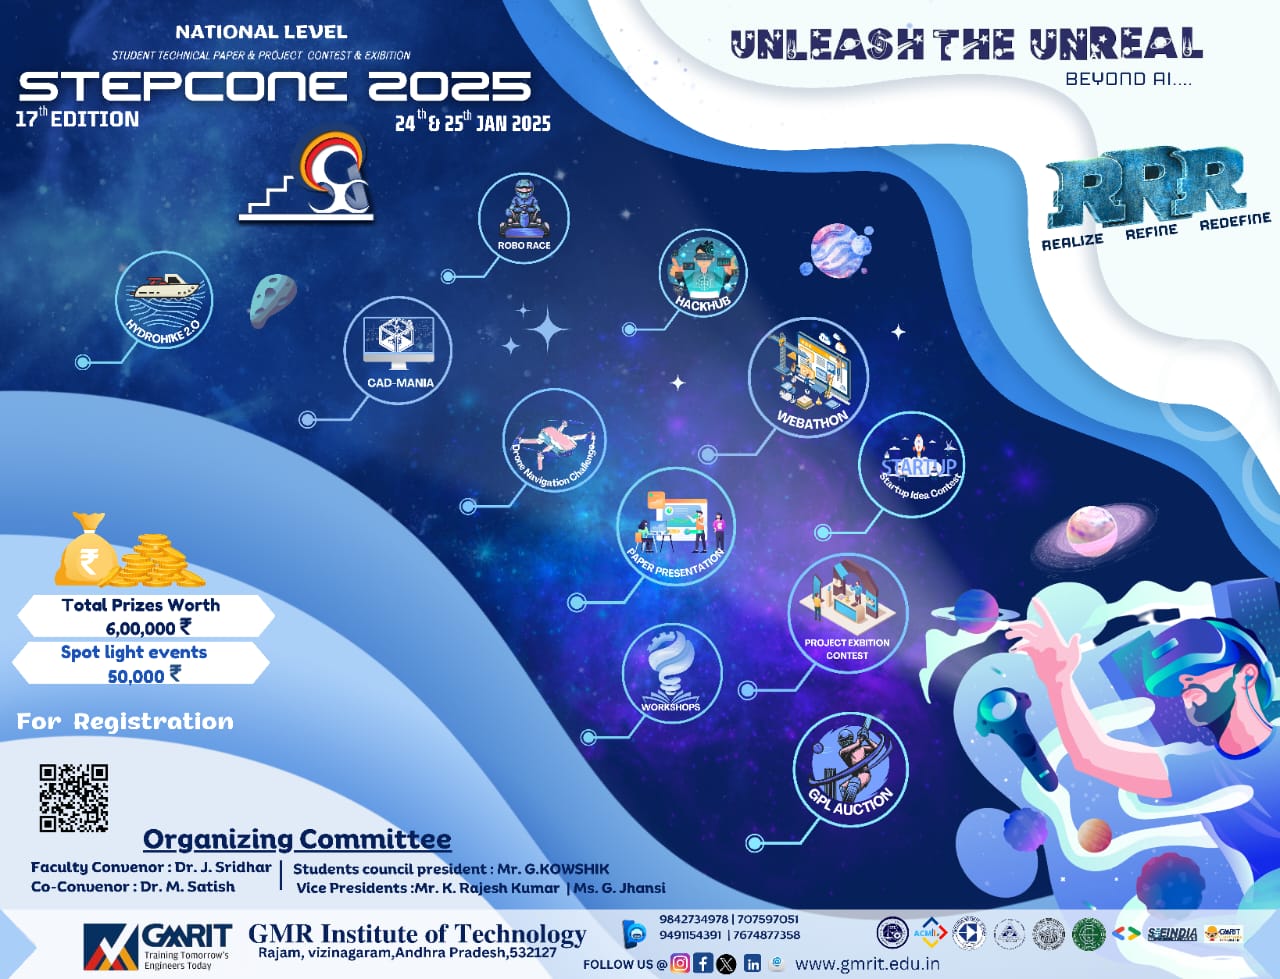 NATIONAL LEVEL
STUDENT TECHNICAL PAPER & PROJECT CONTEST & EXIBITION
STEPCONE 2025
17th EDITION
24th & 25th JAN 2025
UNLEASH THE UNREAL
BEYOND AI....
RRR
REALIZE REFINE REDEFINE
ROBO RACE
HACKHUB
HYDROHIKE 2.0
CAD-MANIA
WEBATHON
Drone Navigation Challenge
STARTUP
Startup Idea Contest
PAPER PRESENTATION
PROJECT EXBITION
CONTEST
WORKSHOPS
GPL AUCTION
Total Prizes Worth
6,00,000 ₹
Spot light events
50,000 ₹
For Registration
Organizing Committee
Faculty Convenor : Dr. J. Sridhar
Co-Convenor : Dr. M. Satish
Students council president : Mr. G.KOWSHIK
Vice Presidents :Mr. K. Rajesh Kumar | Ms. G. Jhansi
GMRIT
Training Tomorrow's
Engineers Today
GMR Institute of Technology
Rajam, vizinagaram,Andhra Pradesh,532127
9842734978 | 707597051
9491154391 | 7674877358
FOLLOW US @
www.gmrit.edu.in